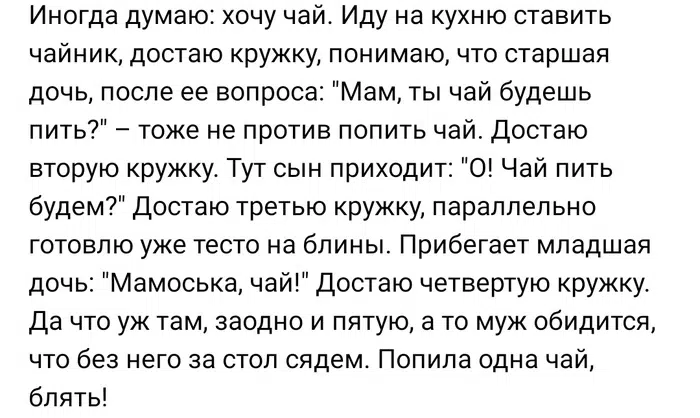 Иногда думаю: хочу чай. Иду на кухню ставить
чайник, достаю кружку, понимаю, что старшая
дочь, после ее вопроса: "Мам, ты чай будешь
пить?" – тоже не против попить чай. Достаю
вторую кружку. Тут сын приходит: "О! Чай пить
будем?" Достаю третью кружку, параллельно
готовлю уже тесто на блины. Прибегает младшая
дочь: "Мамоська, чай!" Достаю четвертую кружку.
Да что уж там, заодно и пятую, а то муж обидится,
что без него за стол сядем. Попила одна чай,
блять!